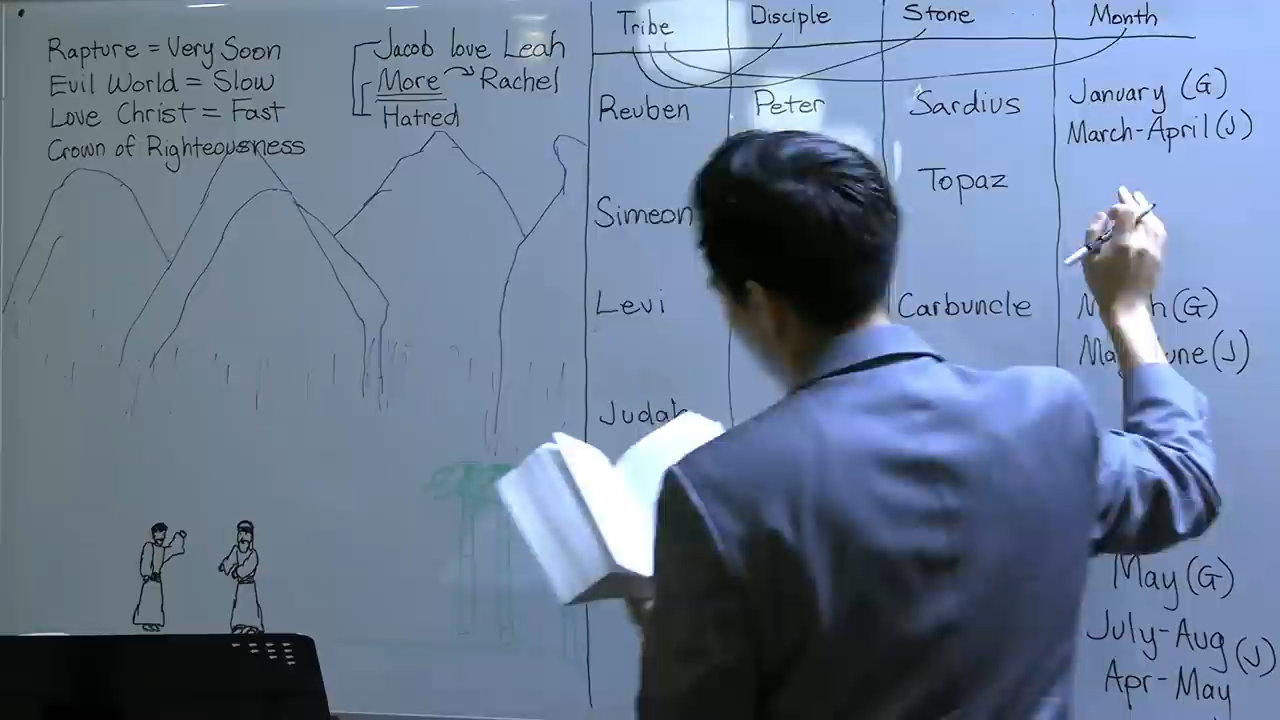 Rapture = Very Soon
Evil World = Slow
Love Christ = Fast
Crown of Righteousness
Jacob love Leah
More Rachel
Hatred
Tribe Disciple Stone Month
Reuben Peter Sardius January (G)
March-April (J)
Simeon Topaz
Levi Carbuncle (G)
(J)
Judah
May (G)
July-Aug (J)
Apr-May